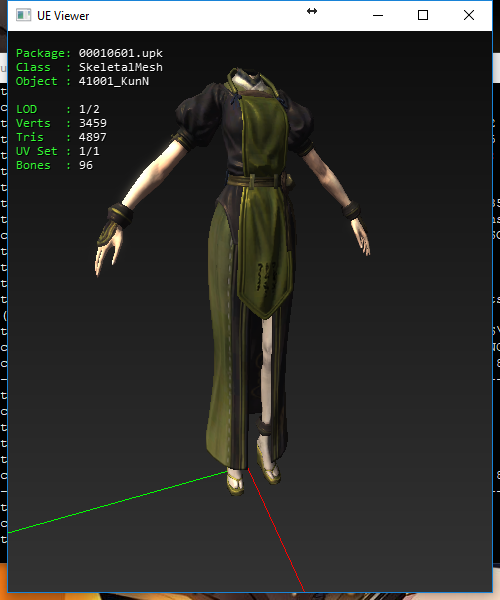 UE Viewer
Package: 00010601.upk
Class : SkeletalMesh
Object : 41001_KunN
LOD : 1/2
Verts : 3459
Tris : 4897
UV Set : 1/1
Bones : 96